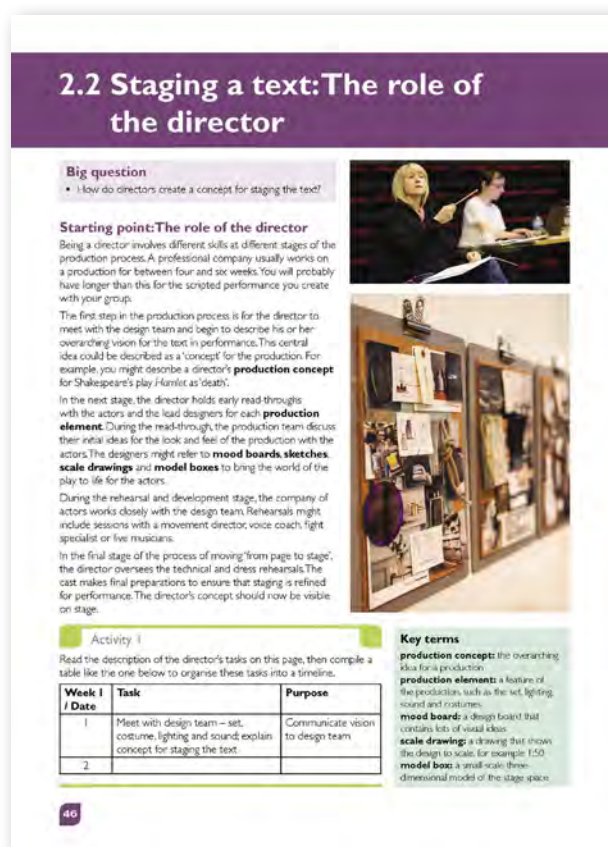 2.2 Staging a text: The role of
the director
Big question
• How do directors create a concept for staging the text?
Starting point: The role of the director
Being a director involves different skills at different stages of the
production process. A professional company usually works on
a production for between four and six weeks. You will probably
have longer than this for the scripted performance you create
with your group.
The first step in the production process is for the director to
meet with the design team and begin to describe his or her
overarching vision for the text in performance. This central
idea could be described as a 'concept' for the production. For
example, you might describe a director's production concept
for Shakespeare's play Hamlet as 'death'.
In the next stage, the director holds early read-throughs
with the actors and the lead designers for each production
element. During the read-through, the production team discuss
their initial ideas for the look and feel of the production with the
actors. The designers might refer to mood boards, sketches,
scale drawings and model boxes to bring the world of the
play to life for the actors.
During the rehearsal and development stage, the company of
actors works closely with the design team. Rehearsals might
include sessions with a movement director, voice coach, fight
specialist or live musicians.
In the final stage of the process of moving 'from page to stage',
the director oversees the technical and dress rehearsals. The
cast makes final preparations to ensure that staging is refined
for performance. The director's concept should now be visible
on stage.
Activity 1
Read the description of the director's tasks on this page, then compile a
table like the one below to organise these tasks into a timeline.
Week 1 Task Purpose
/ Date
1 Meet with design team – set, Communicate vision
costume, lighting and sound; explain to design team
concept for staging the text
2
Key terms
production concept: the overarching
idea for a production
production element: a feature of
the production, such as the set, lighting,
sound and costumes
mood board: a design board that
contains lots of visual ideas
scale drawing: a drawing that shows
the design to scale, for example 1:50
model box: a small-scale three-
dimensional model of the stage space
46